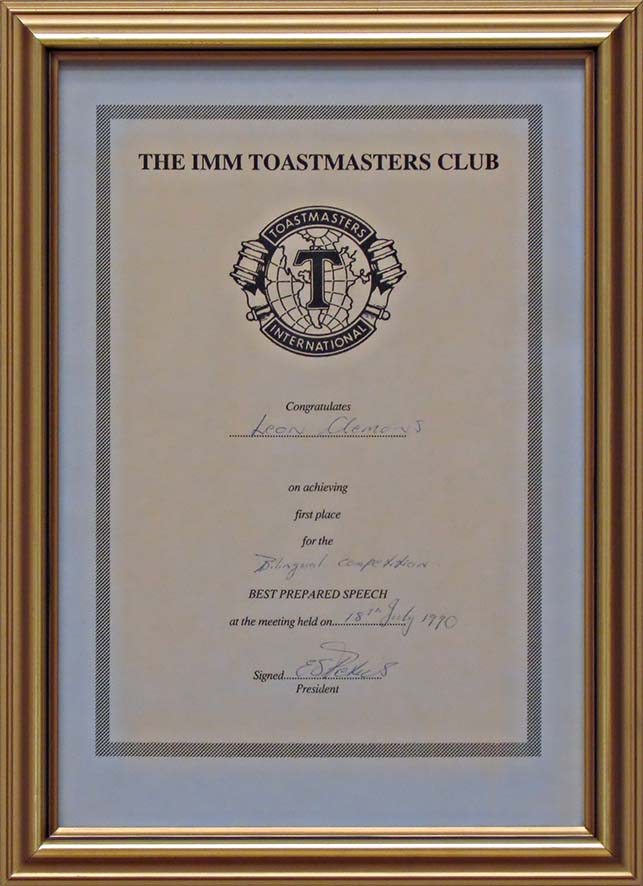 THE IMM TOASTMASTERS CLUB
TOASTMASTERS
T
INTERNATIONAL
Congratulates
Leon Clemons
on achieving
first place
for the
Bilingual competition
BEST PREPARED SPEECH
at the meeting held on 18th July 1990
Signed
President